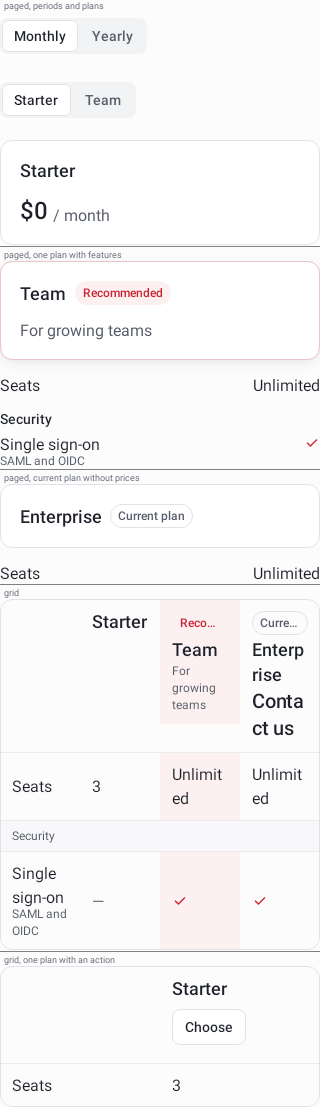 paged, periods and plans
Monthly Yearly
Starter Team
Starter
$0 / month
paged, one plan with features
Team Recommended
For growing teams
Seats Unlimited
Security
Single sign-on
SAML and OIDC
paged, current plan without prices
Enterprise Current plan
Seats Unlimited
grid
Starter
Reco…
Team
For
growing
teams
Curre…
Enterp
rise
Conta
ct us
Seats 3 Unlimit
ed
Unlimit
ed
Security
Single
sign-on
SAML and
OIDC
—
grid, one plan with an action
Starter
Choose
Seats 3